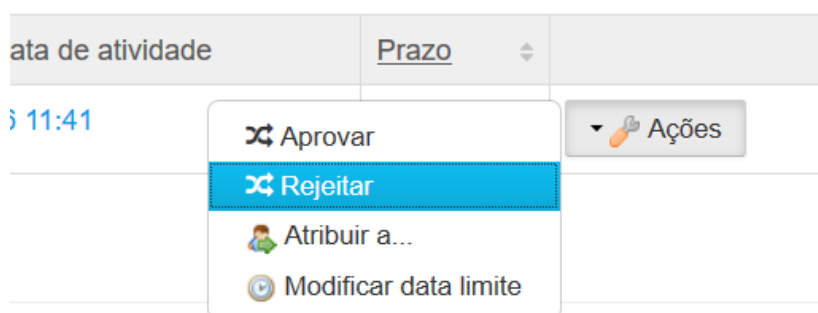 ata de atividade Prazo
11:41 Ações
Aprovar
Rejeitar
Atribuir a...
Modificar data limite